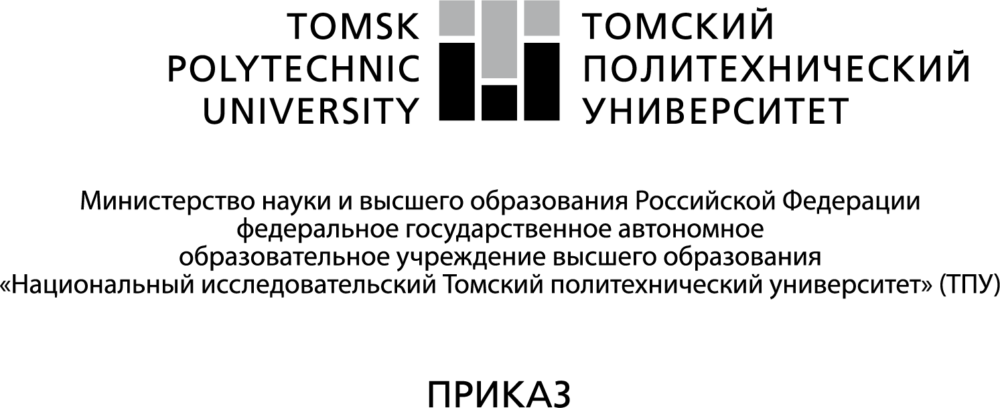 TOMSK
POLYTECHNIC
UNIVERSITY
ТОМСКИЙ
ПОЛИТЕХНИЧЕСКИЙ
УНИВЕРСИТЕТ
Министерство науки и высшего образования Российской Федерации
федеральное государственное автономное
образовательное учреждение высшего образования
«Национальный исследовательский Томский политехнический университет» (ТПУ)
ПРИКАЗ